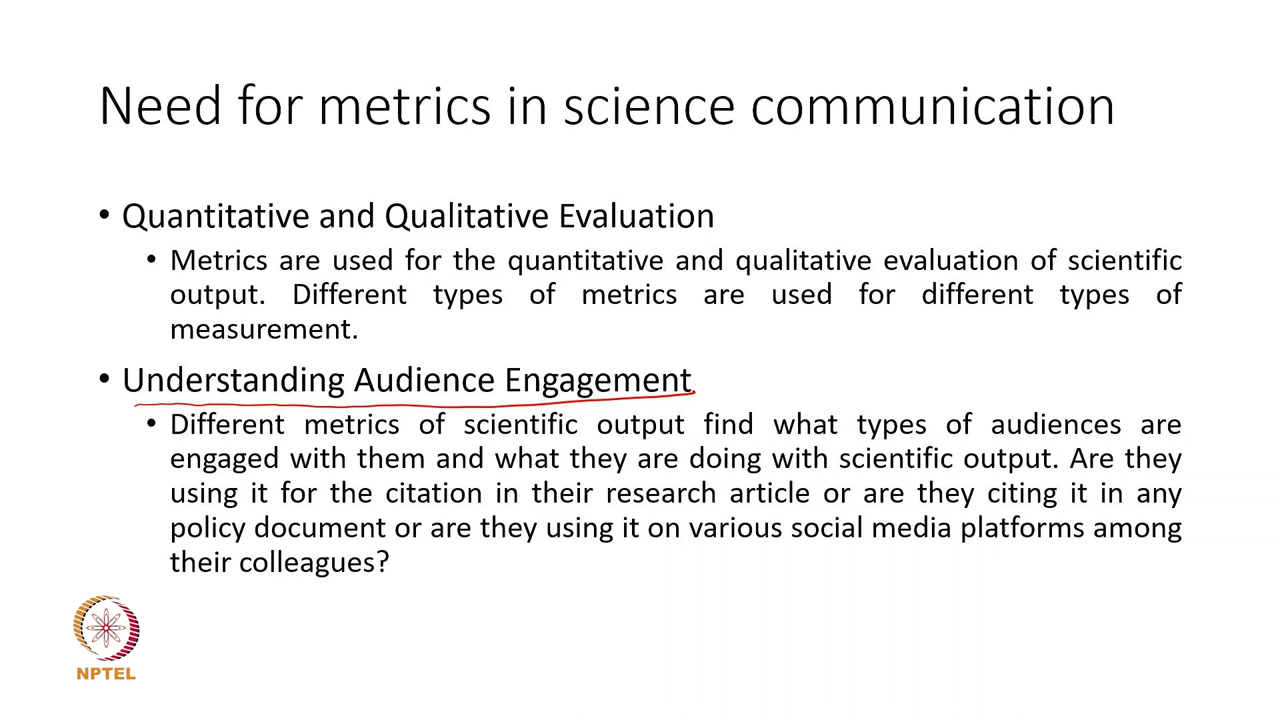 Need for metrics in science communication
• Quantitative and Qualitative Evaluation
• Metrics are used for the quantitative and qualitative evaluation of scientific
output. Different types of metrics are used for different types of
measurement.
• Understanding Audience Engagement
• Different metrics of scientific output find what types of audiences are
engaged with them and what they are doing with scientific output. Are they
using it for the citation in their research article or are they citing it in any
policy document or are they using it on various social media platforms among
their colleagues?
NPTEL